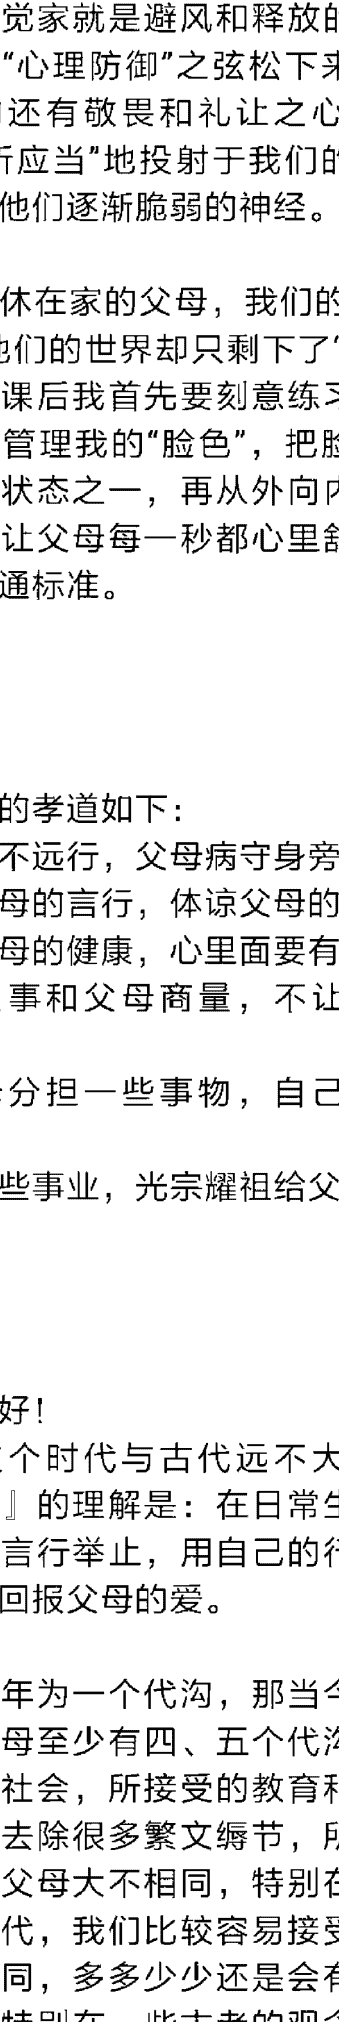 觉家就是避风和释放的
“心理防御”之弦松下来
还有敬畏和礼让之心
所应当”地投射于我们的
他们逐渐脆弱的神经。
休在家的父母，我们的
他们的世界却只剩下了“
课后我首先要刻意练习
管理我的“脸色”，把脸
状态之一，再从外向内
让父母每一秒都心里舒
通标准。
的孝道如下：
不远行，父母病守身旁
母的言行，体谅父母的
母的健康，心里面要有
事和父母商量，不让
分担一些事物，自己
些事业，光宗耀祖给父
好！
个时代与古代远不大
』的理解是：在日常生
言行举止，用自己的行
回报父母的爱。
年为一个代沟，那当今
母至少有四、五个代沟
社会，所接受的教育和
去除很多繁文缛节，所
父母大不相同，特别在
代，我们比较容易接受
同，多多少少还是会有
特别在一些古老的观念